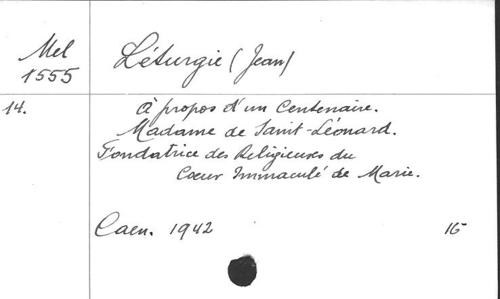 Mel
1555
Léturgie (Jean)
14.
à propos d'un Centenaire.
Madame de Saint-Léonard.
Fondatrice des Religieuses du
Coeur Immaculé de Marie.
Caen. 1942
16